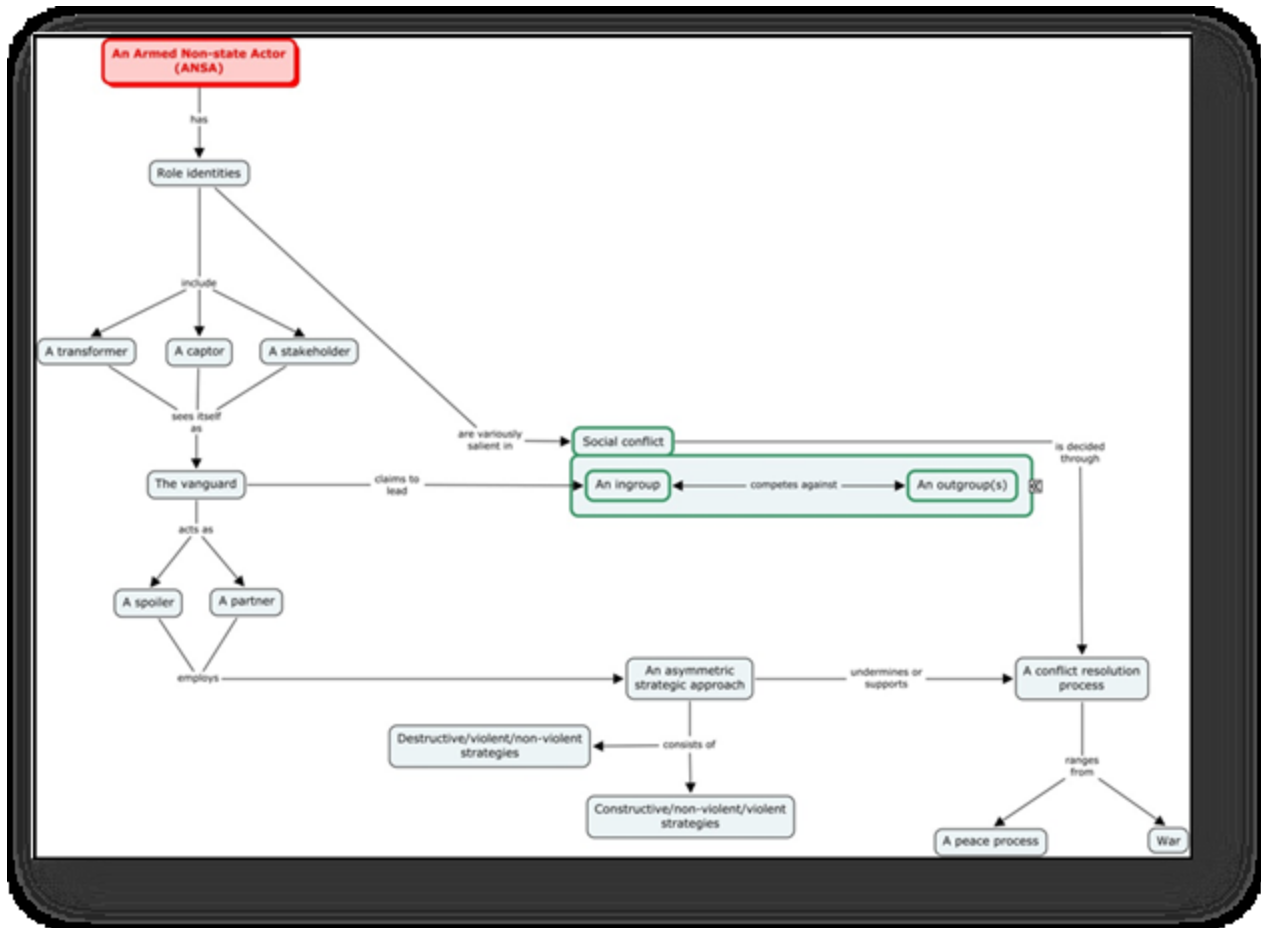 An Armed Non-state Actor
(ANSA)
has
Role identities
include
A transformer
A captor
A stakeholder
sees itself
as
are variously
salient in
Social conflict
is decided
through
The vanguard
claims to
lead
An ingroup
competes against
An outgroup(s)
acts as
A spoiler
A partner
employs
An asymmetric
strategic approach
undermines or
supports
A conflict resolution
process
Destructive/violent/non-violent
strategies
consists of
Constructive/non-violent/violent
strategies
ranges
from
A peace process
War